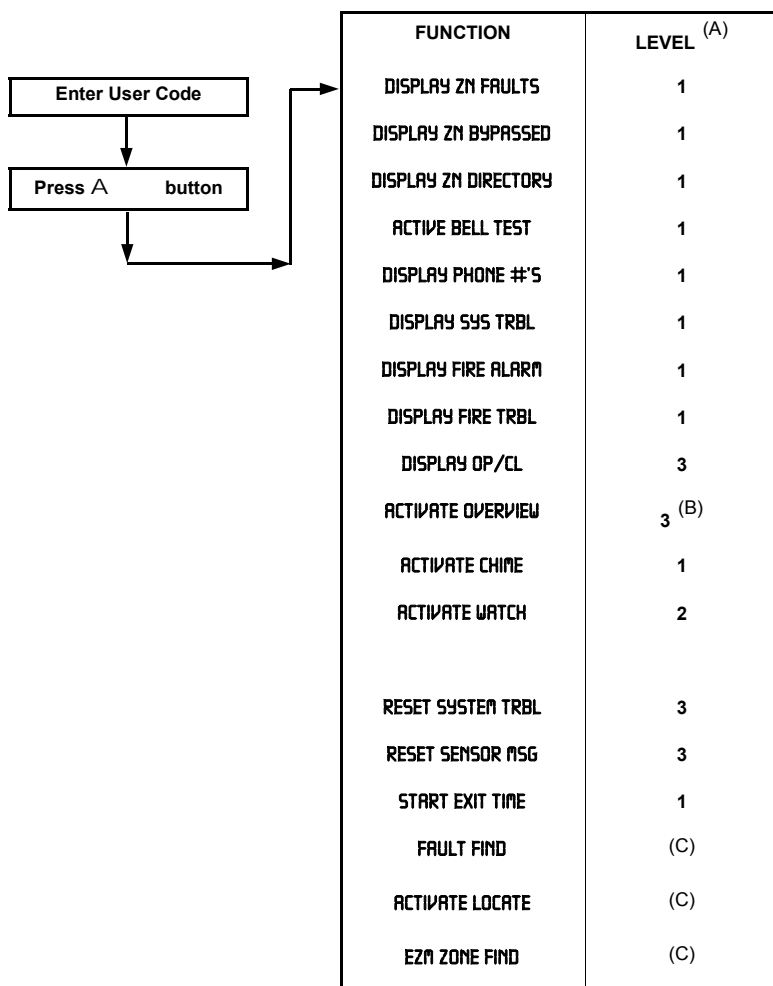 Enter User Code
Press A button
FUNCTION LEVEL (A)
DISPLAY ZN FAULTS 1
DISPLAY ZN BYPASSED 1
DISPLAY ZN DIRECTORY 1
ACTIVE BELL TEST 1
DISPLAY PHONE #'S 1
DISPLAY SYS TRBL 1
DISPLAY FIRE ALARM 1
DISPLAY FIRE TRBL 1
DISPLAY OP/CL 3
ACTIVATE OVERVIEW 3 (B)
ACTIVATE CHIME 1
ACTIVATE WATCH 2
RESET SYSTEM TRBL 3
RESET SENSOR MSG 3
START EXIT TIME 1
FAULT FIND (C)
ACTIVATE LOCATE (C)
EZM ZONE FIND (C)